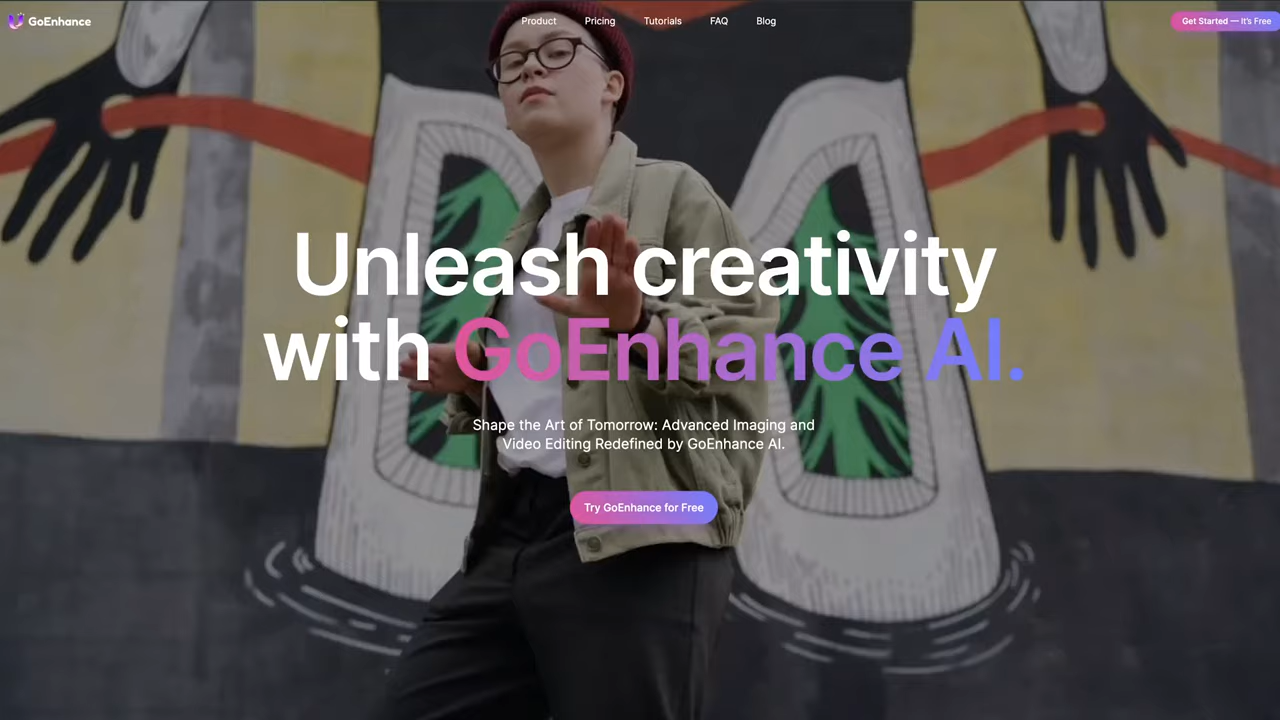 GoEnhance
Product
Pricing
Tutorials
FAQ
Blog
Get Started — It's Free
Unleash creativity
with GoEnhance AI.
Shape the Art of Tomorrow: Advanced Imaging and
Video Editing Redefined by GoEnhance AI.
Try GoEnhance for Free